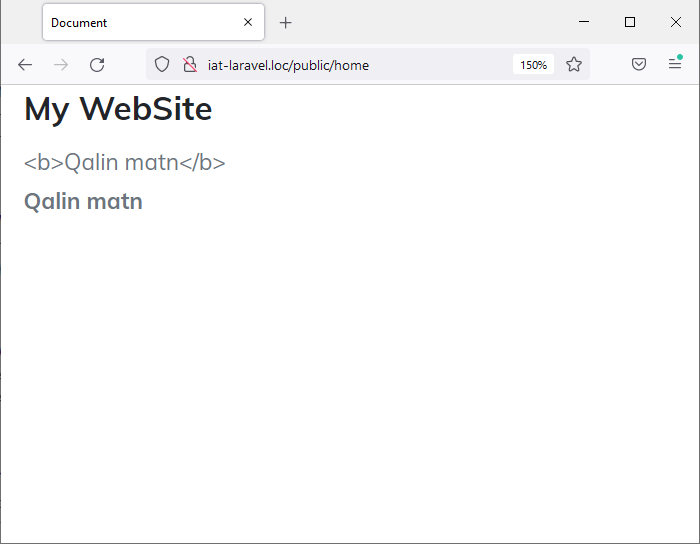 Document
iat-laravel.loc/public/home
150%
My WebSite
<b>Qalin matn</b>
Qalin matn